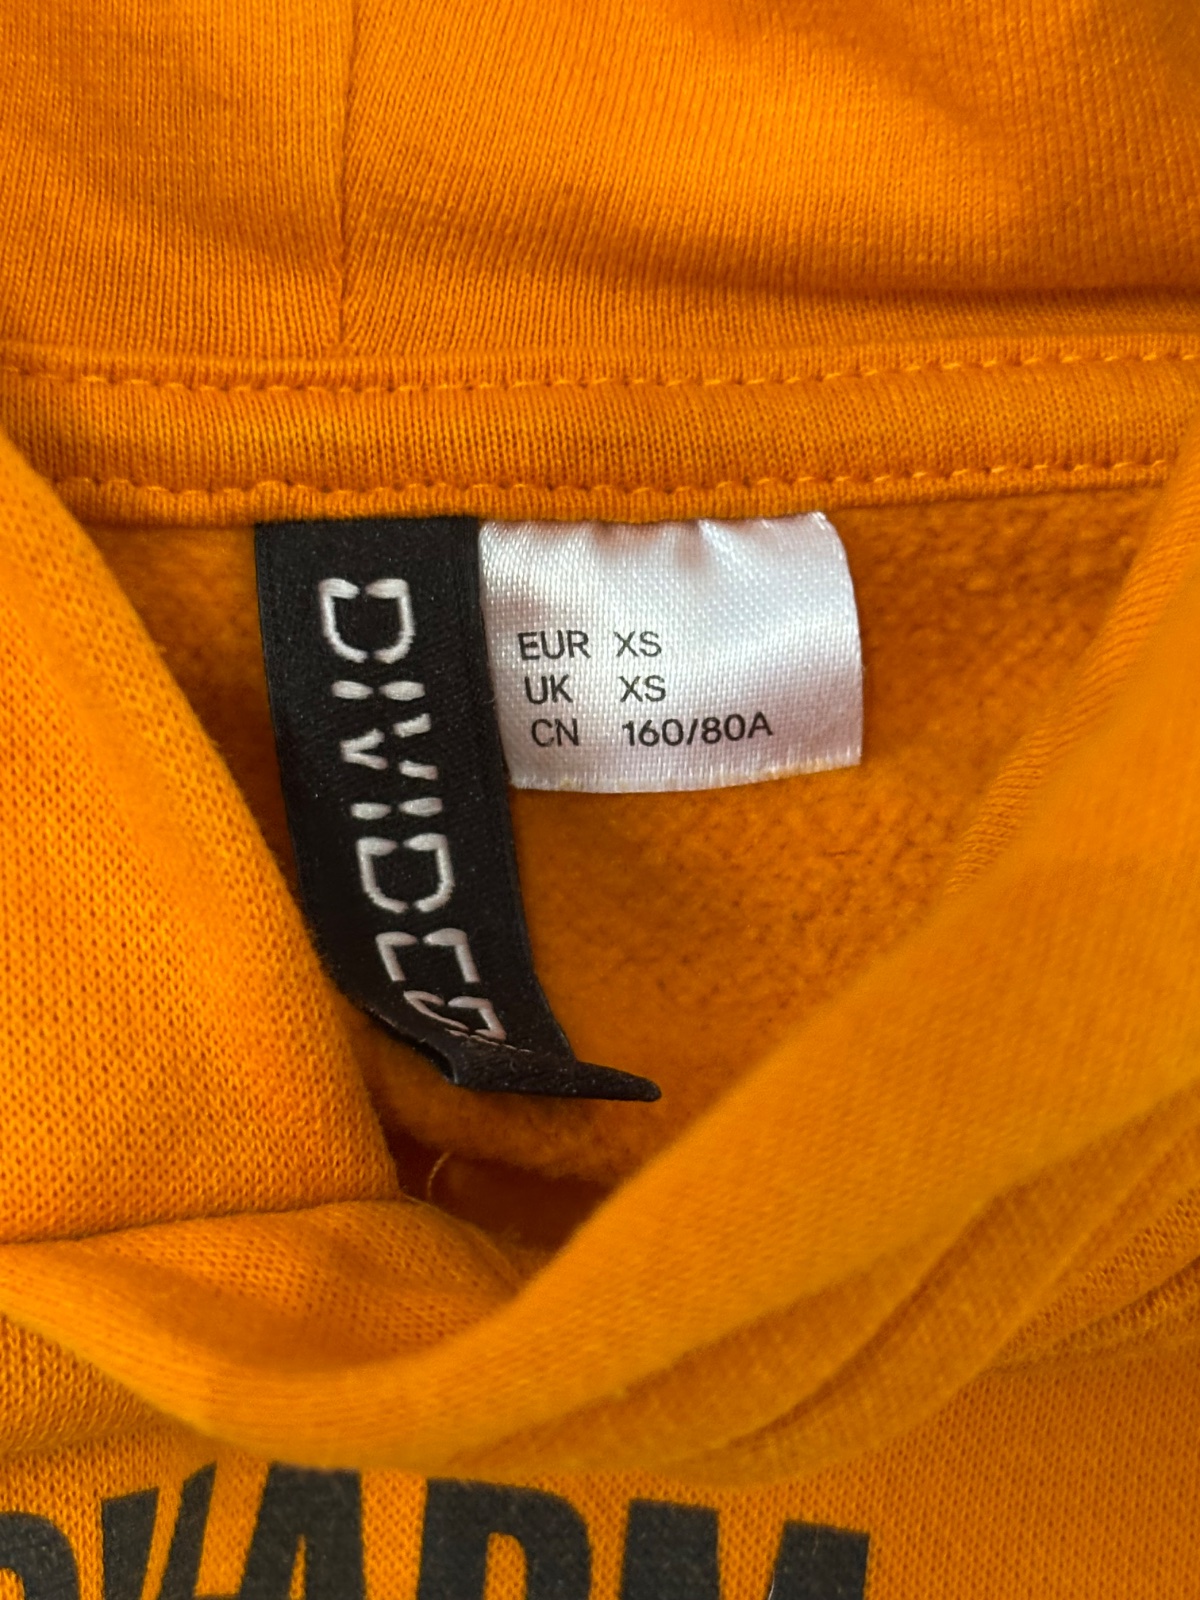 DIVIDED
EUR XS
UK XS
CN 160/80A